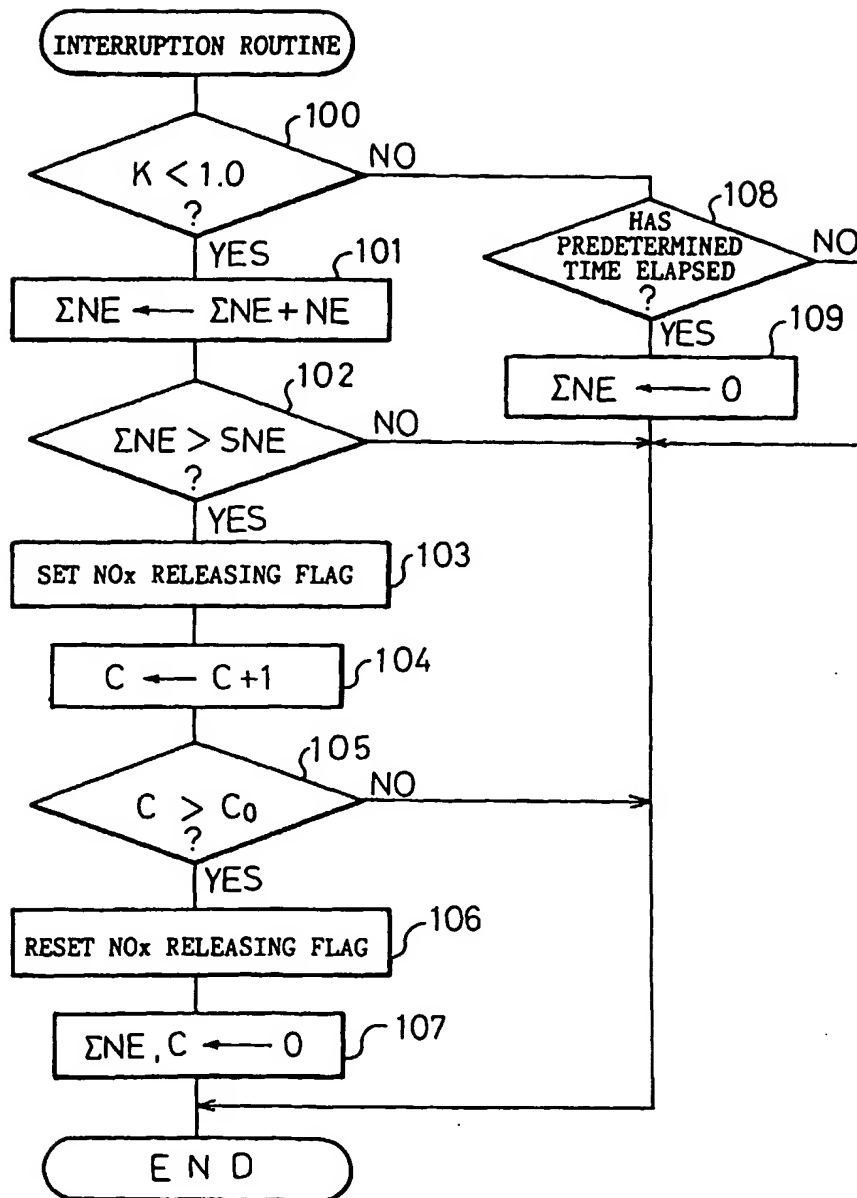 INTERRUPTION ROUTINE
100
K < 1.0
?
NO
YES
108
HAS
PREDETERMINED
TIME ELAPSED
?
NO
YES
101
ΣNE ← ΣNE + NE
109
ΣNE ← 0
102
ΣNE > SNE
?
NO
YES
103
SET NOx RELEASING FLAG
104
C ← C+1
105
C > C0
?
NO
YES
106
RESET NOx RELEASING FLAG
107
ΣNE, C ← 0
END